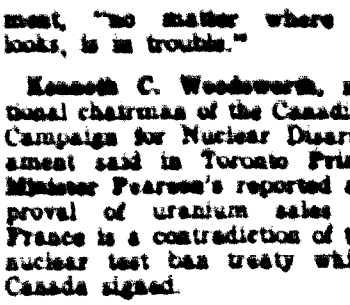 ment, "no matter where
looks, is in trouble."
Kenneth C. Woodsworth,
tional chairman of the Canadi
Campaign for Nuclear Disar
ament said in Toronto Pri
Minister Pearson's reported a
proval of uranium sales
France is a contradiction of t
nuclear test ban treaty whi
Canada signed.